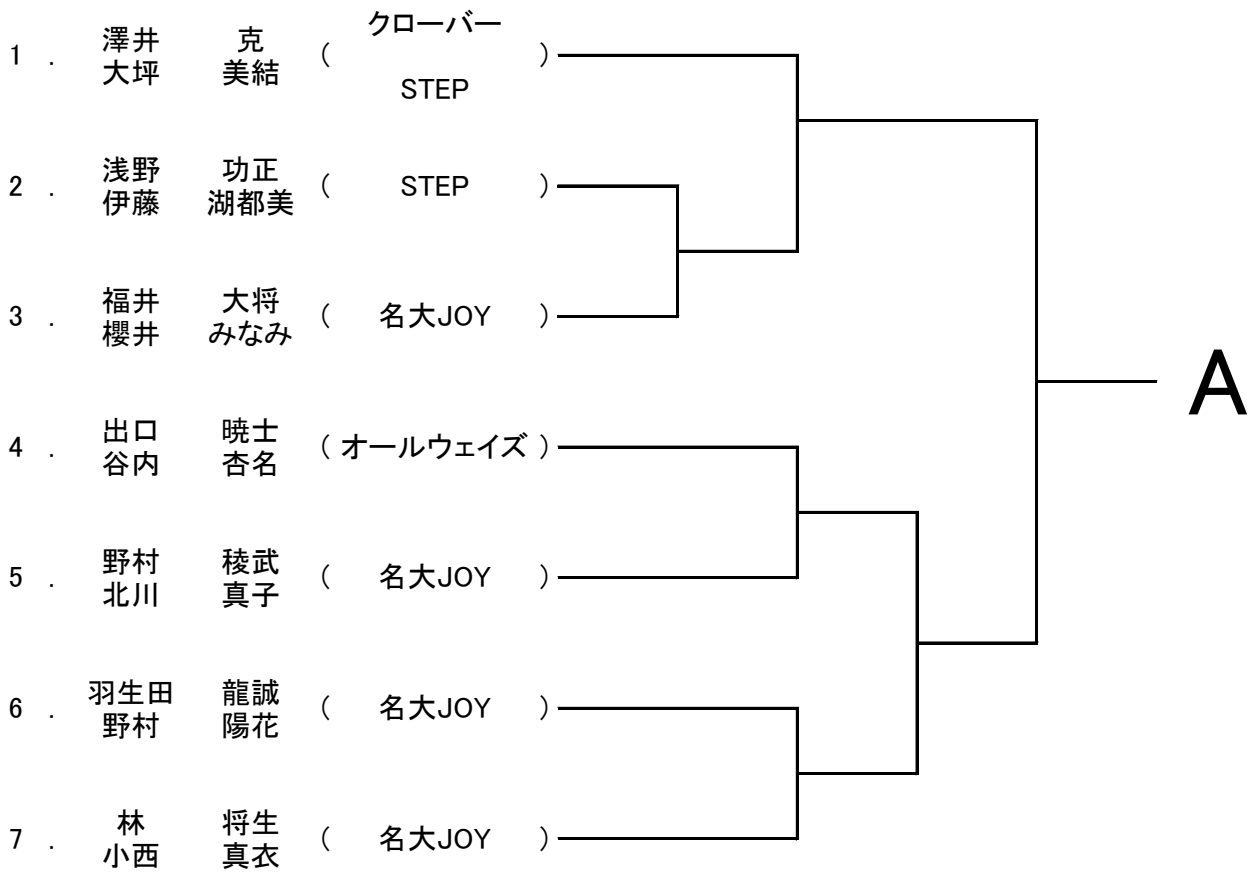 クローバー
1 . 澤井 克 ( )
大坪 美結
STEP
浅野 功正
2 . ( STEP )
伊藤 湖都美
福井 大将
3 . ( 名大JOY )
櫻井 みなみ
A
出口 暁士
4 . ( オールウェイズ )
谷内 杏名
野村 稜武
5 . ( 名大JOY )
北川 真子
羽生田 龍誠
6 . ( 名大JOY )
野村 陽花
林 将生
7 . ( 名大JOY )
小西 真衣